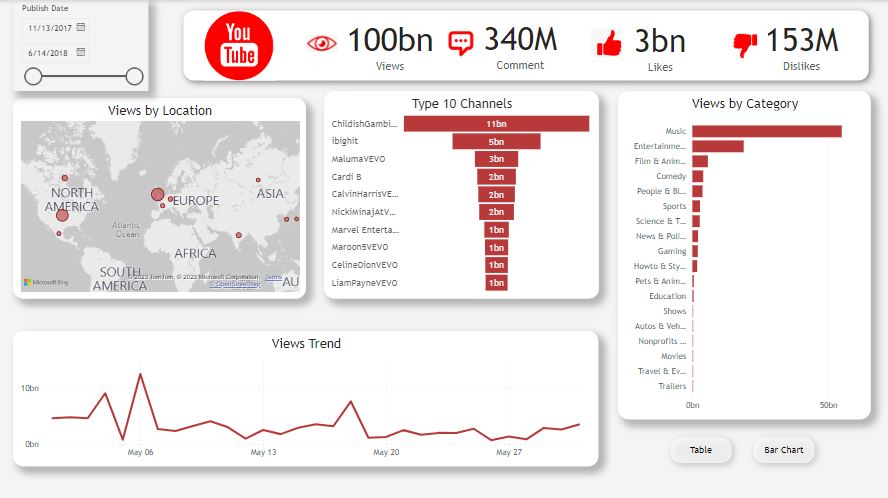 Publish Date
11/13/2017
6/14/2018
You
Tube
100bn
Views
340M
Comment
3bn
Likes
153M
Dislikes
Views by Location
NORTH
AMERICA
EUROPE
ASIA
Atlantic
Ocean
AFRICA
SOUTH
AMERICA
AU
Microsoft Bing
© 2023 TomTom, © 2023 Microsoft Corporation, Terms
© OpenStreetMap
Type 10 Channels
ChildishGambi... 11bn
ibighit 5bn
MalumaVEVO 3bn
Cardi B 2bn
CalvinHarrisVE... 2bn
NickiMinajAtV... 2bn
Marvel Enterta... 1bn
Maroon5VEVO 1bn
CelineDionVEVO 1bn
LiamPayneVEVO 1bn
Views by Category
Music
Entertainme...
Film & Anim...
Comedy
People & Bl...
Sports
Science & T...
News & Poli...
Gaming
Howto & Sty...
Pets & Anim...
Education
Shows
Autos & Veh...
Nonprofits ...
Movies
Travel & Ev...
Trailers
0bn 50bn
Views Trend
10bn
0bn
May 06 May 13 May 20 May 27
Table
Bar Chart